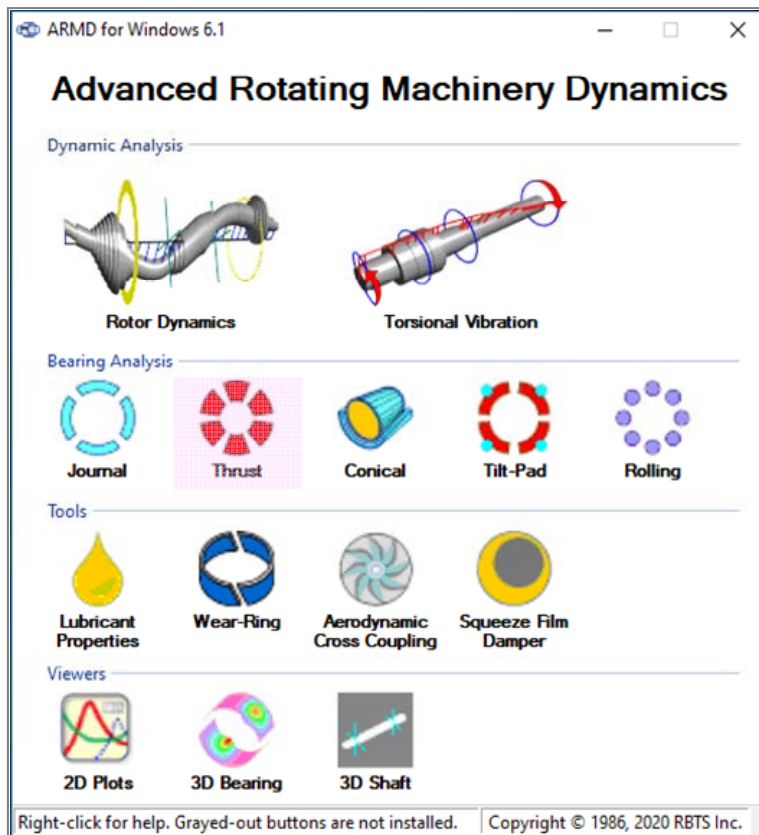 ARMD for Windows 6.1
Advanced Rotating Machinery Dynamics
Dynamic Analysis
Rotor Dynamics
Torsional Vibration
Bearing Analysis
Journal
Thrust
Conical
Tilt-Pad
Rolling
Tools
Lubricant
Properties
Wear-Ring
Aerodynamic
Cross Coupling
Squeeze Film
Damper
Viewers
2D Plots
3D Bearing
3D Shaft
Right-click for help. Grayed-out buttons are not installed.
Copyright © 1986, 2020 RBTS Inc.